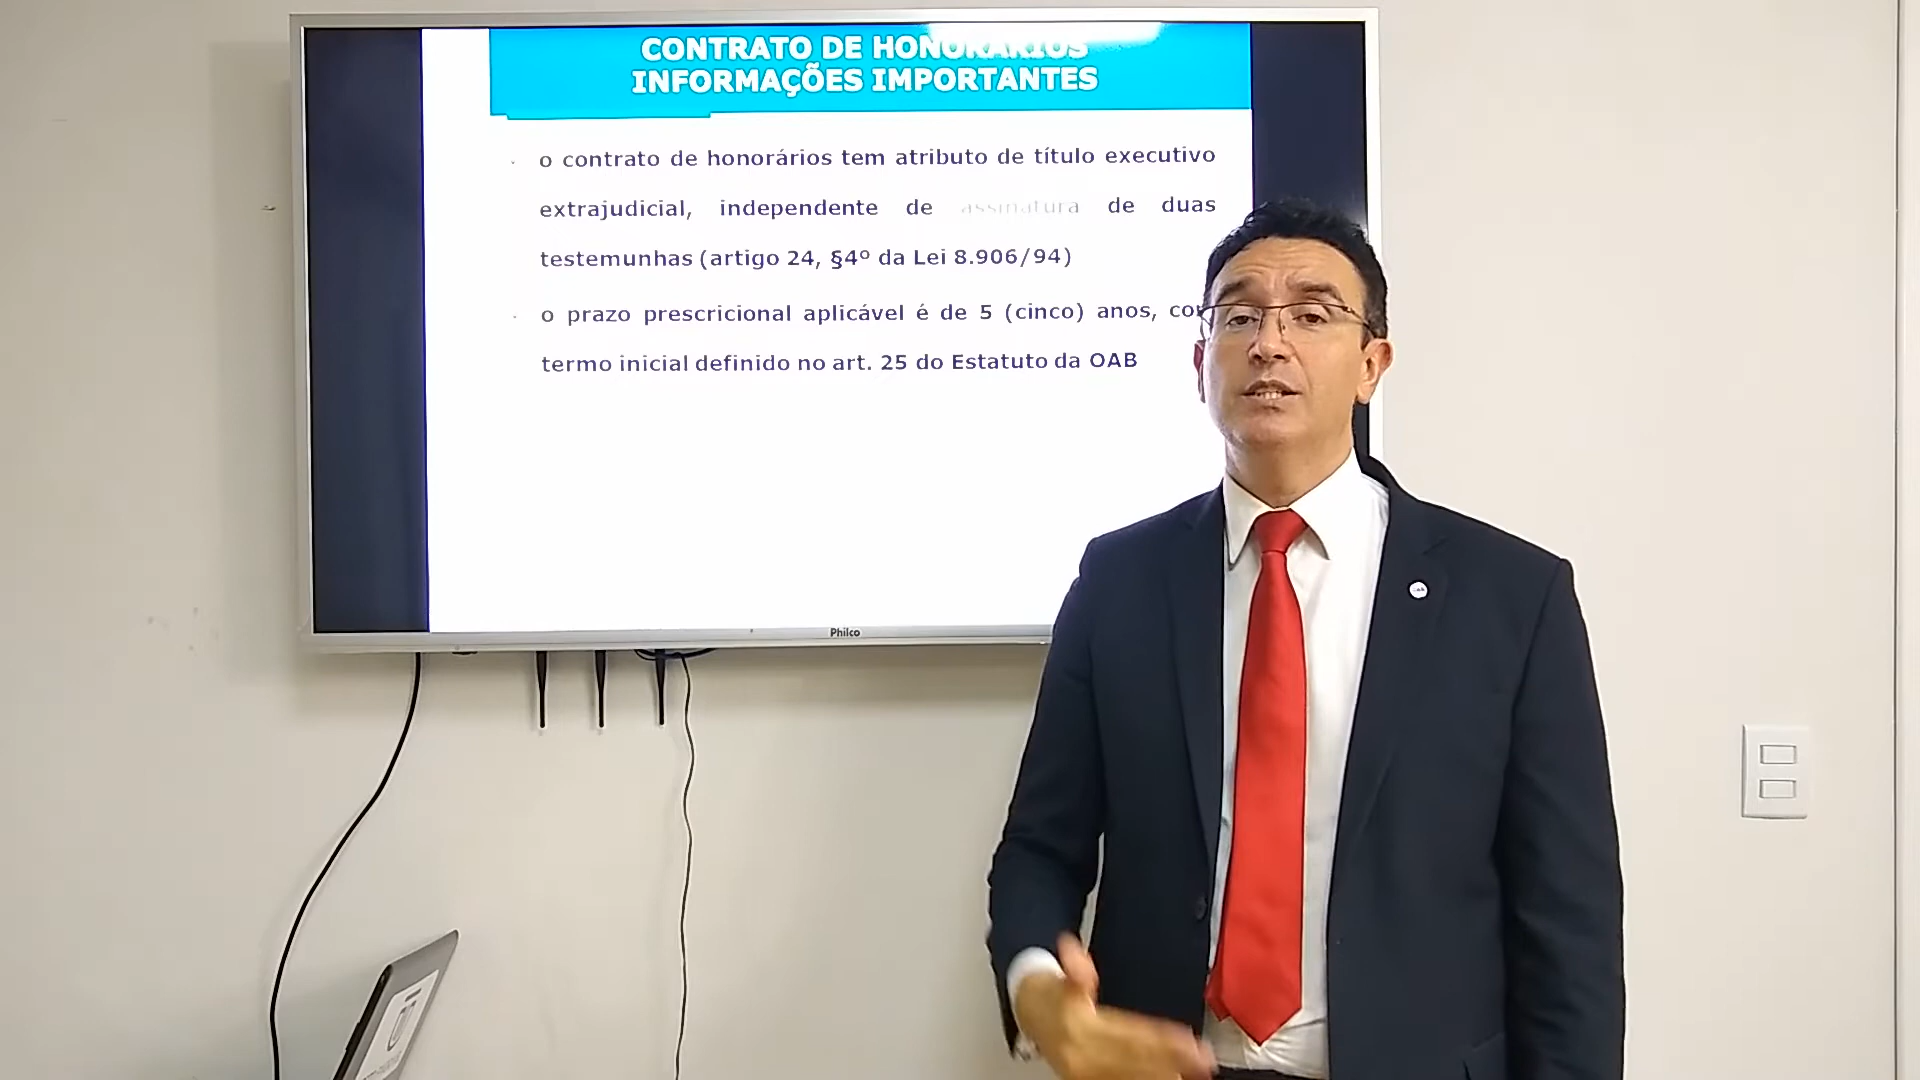 CONTRATO DE HONORÁRIOS
INFORMAÇÕES IMPORTANTES
o contrato de honorários tem atributo de título executivo
extrajudicial, independente de assinatura de duas
testemunhas (artigo 24, §4º da Lei 8.906/94)
o prazo prescricional aplicável é de 5 (cinco) anos, co
termo inicial definido no art. 25 do Estatuto da OAB
Philco